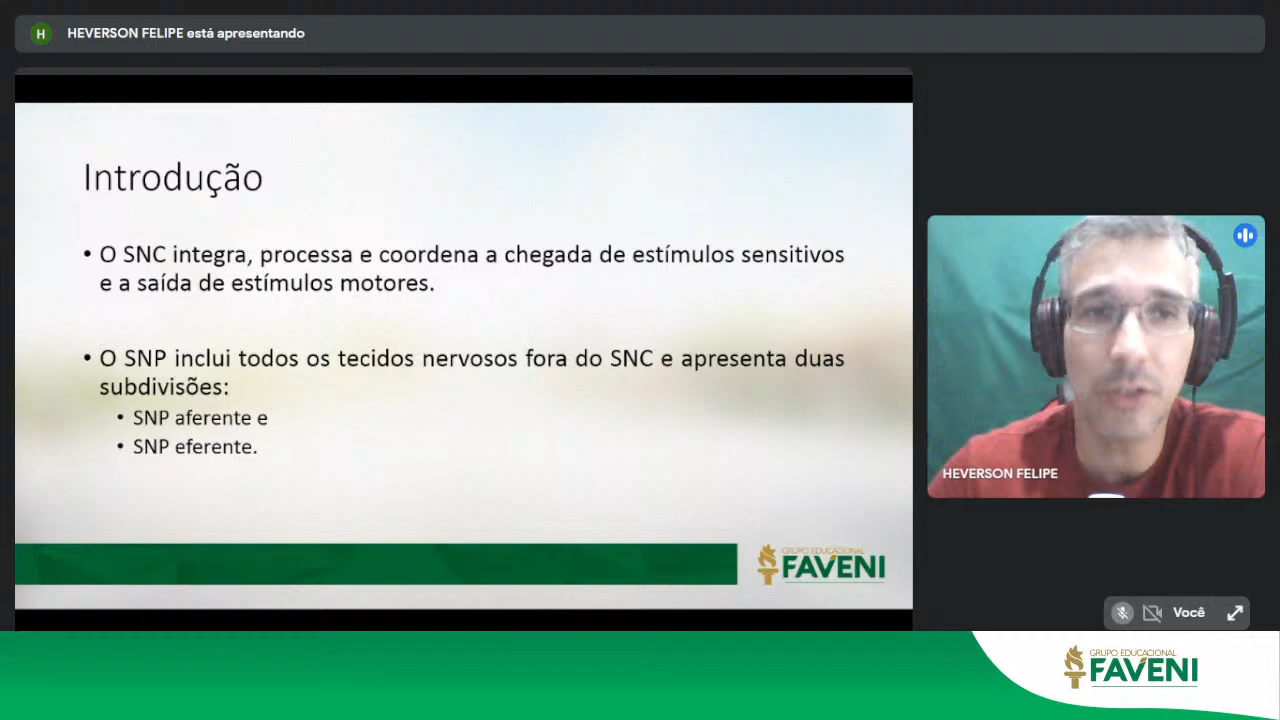 H
HEVERSON FELIPE está apresentando
Introdução
• O SNC integra, processa e coordena a chegada de estímulos sensitivos
e a saída de estímulos motores.
• O SNP inclui todos os tecidos nervosos fora do SNC e apresenta duas
subdivisões:
• SNP aferente e
• SNP eferente.
GRUPO EDUCACIONAL
FAVENI
HEVERSON FELIPE
Você
GRUPO EDUCACIONAL
FAVENI